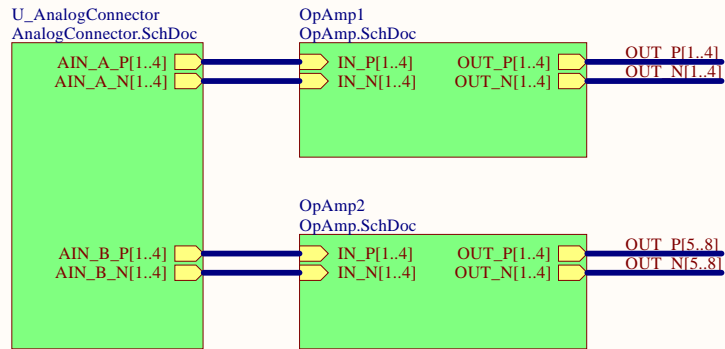 U_AnalogConnector
AnalogConnector.SchDoc
AIN_A_P[1..4]
AIN_A_N[1..4]
AIN_B_P[1..4]
AIN_B_N[1..4]
OpAmp1
OpAmp.SchDoc
IN_P[1..4] OUT_P[1..4]
IN_N[1..4] OUT_N[1..4]
OUT_P[1..4]
OUT_N[1..4]
OpAmp2
OpAmp.SchDoc
IN_P[1..4] OUT_P[1..4]
IN_N[1..4] OUT_N[1..4]
OUT_P[5..8]
OUT_N[5..8]